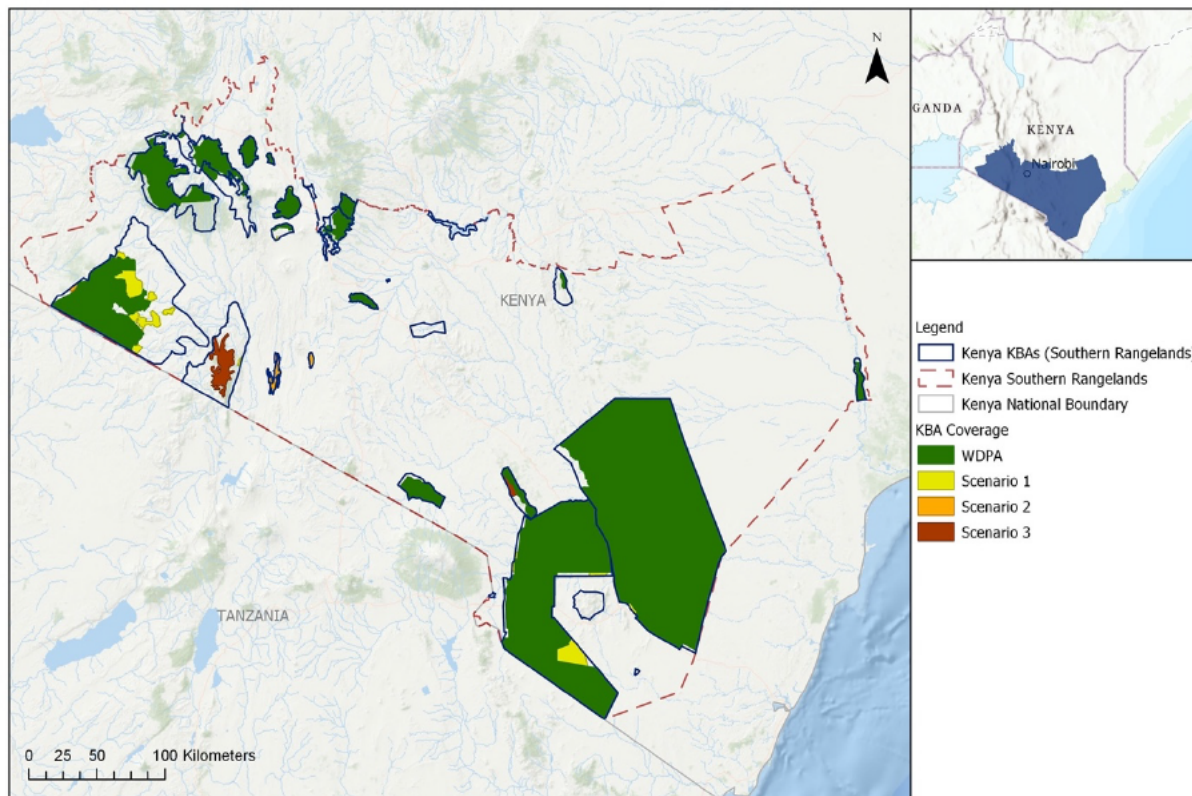 N
KENYA
TANZANIA
0 25 50 100 Kilometers
GANDA
KENYA
Nairobi
Legend
Kenya KBAs (Southern Rangelands)
Kenya Southern Rangelands
Kenya National Boundary
KBA Coverage
WDPA
Scenario 1
Scenario 2
Scenario 3